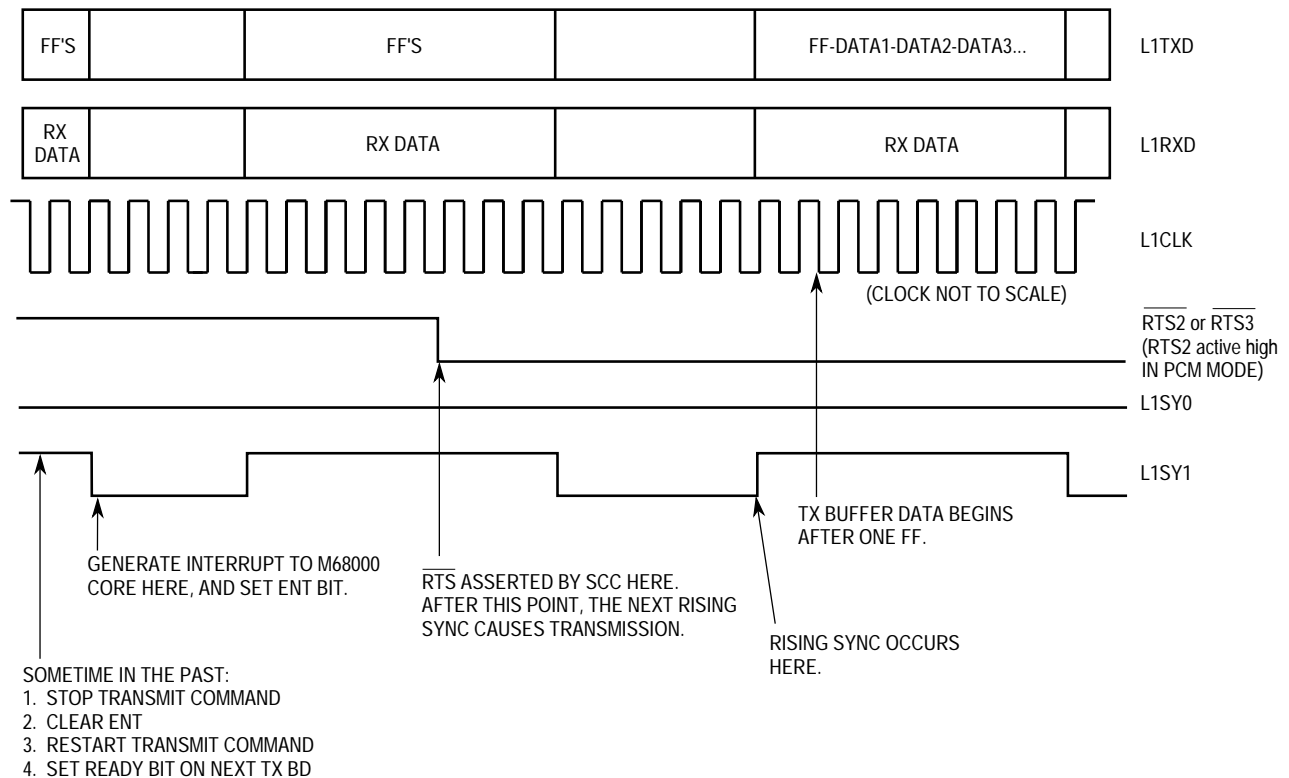 FF'S
FF'S
FF-DATA1-DATA2-DATA3...
L1TXD
RX
DATA
RX DATA
RX DATA
L1RXD
L1CLK
(CLOCK NOT TO SCALE)
RTS2 or RTS3
(RTS2 active high
IN PCM MODE)
L1SY0
L1SY1
TX BUFFER DATA BEGINS
AFTER ONE FF.
GENERATE INTERRUPT TO M68000
CORE HERE, AND SET ENT BIT.
RTS ASSERTED BY SCC HERE.
AFTER THIS POINT, THE NEXT RISING
SYNC CAUSES TRANSMISSION.
RISING SYNC OCCURS
HERE.
SOMETIME IN THE PAST:
1. STOP TRANSMIT COMMAND
2. CLEAR ENT
3. RESTART TRANSMIT COMMAND
4. SET READY BIT ON NEXT TX BD